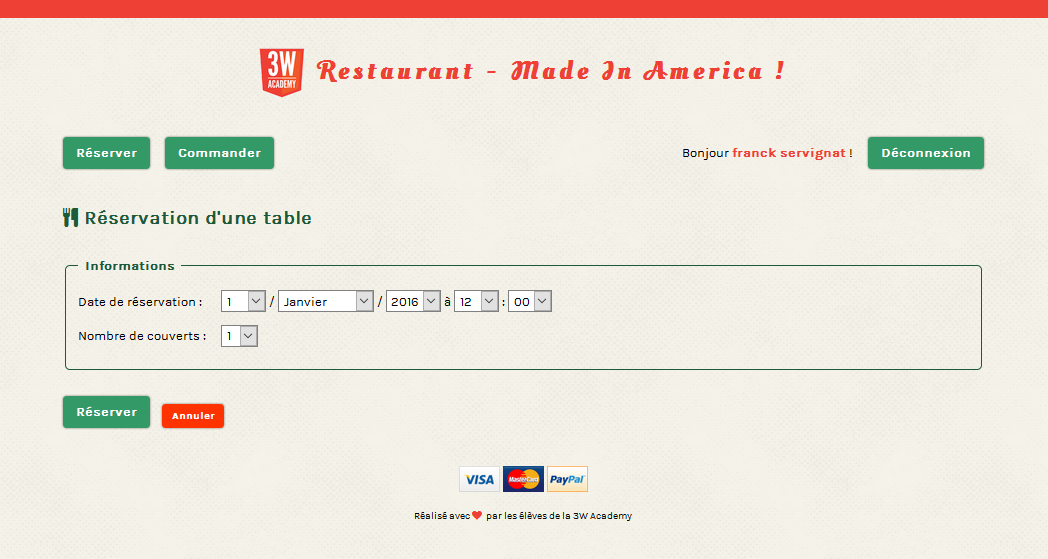 3W ACADEMY Restaurant - Made In America !
Réserver Commander Bonjour franck servignat ! Déconnexion
Réservation d'une table
Informations
Date de réservation : 1 / Janvier / 2016 à 12 : 00
Nombre de couverts : 1
Réserver Annuler
VISA MasterCard PayPal
Réalisé avec par les élèves de la 3W Academy